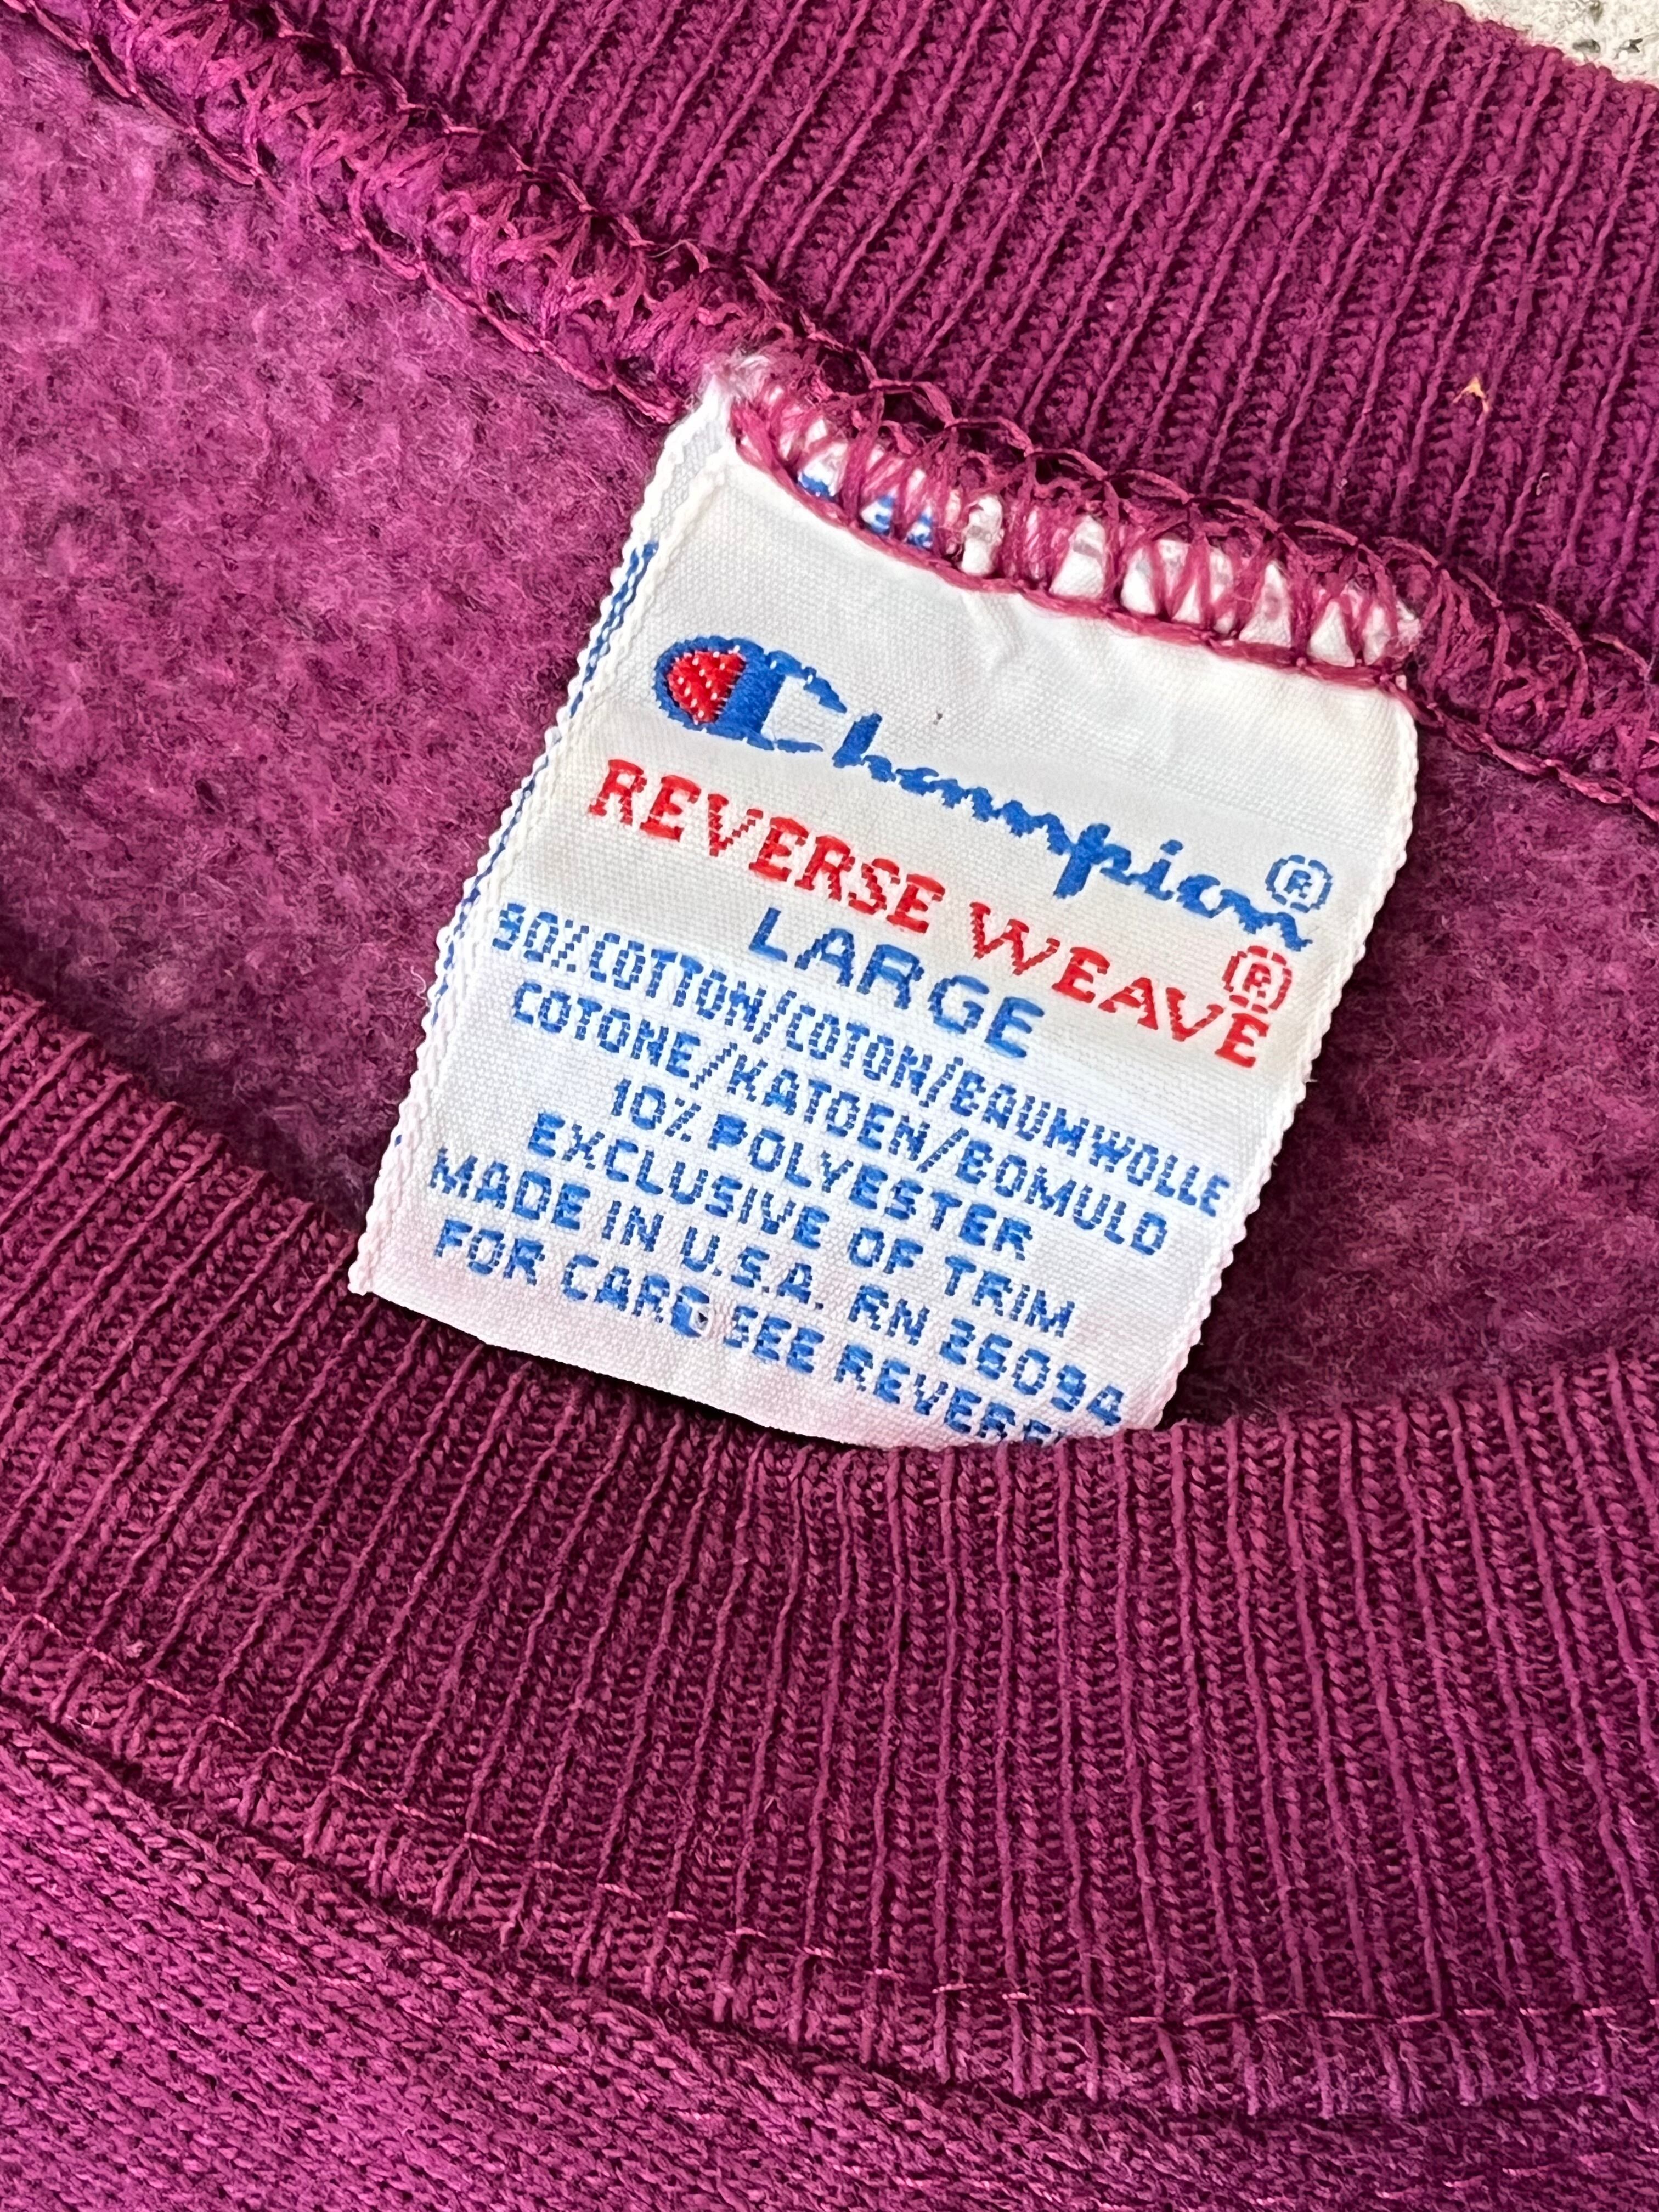 Champion®
REVERSE WEAVE®
LARGE
90% COTTON/COTON/BAUMWOLLE
COTONE/KATOEN/BOMULD
10% POLYESTER
EXCLUSIVE OF TRIM
MADE IN U.S.A. RN 26094
FOR CARE SEE REVERSE